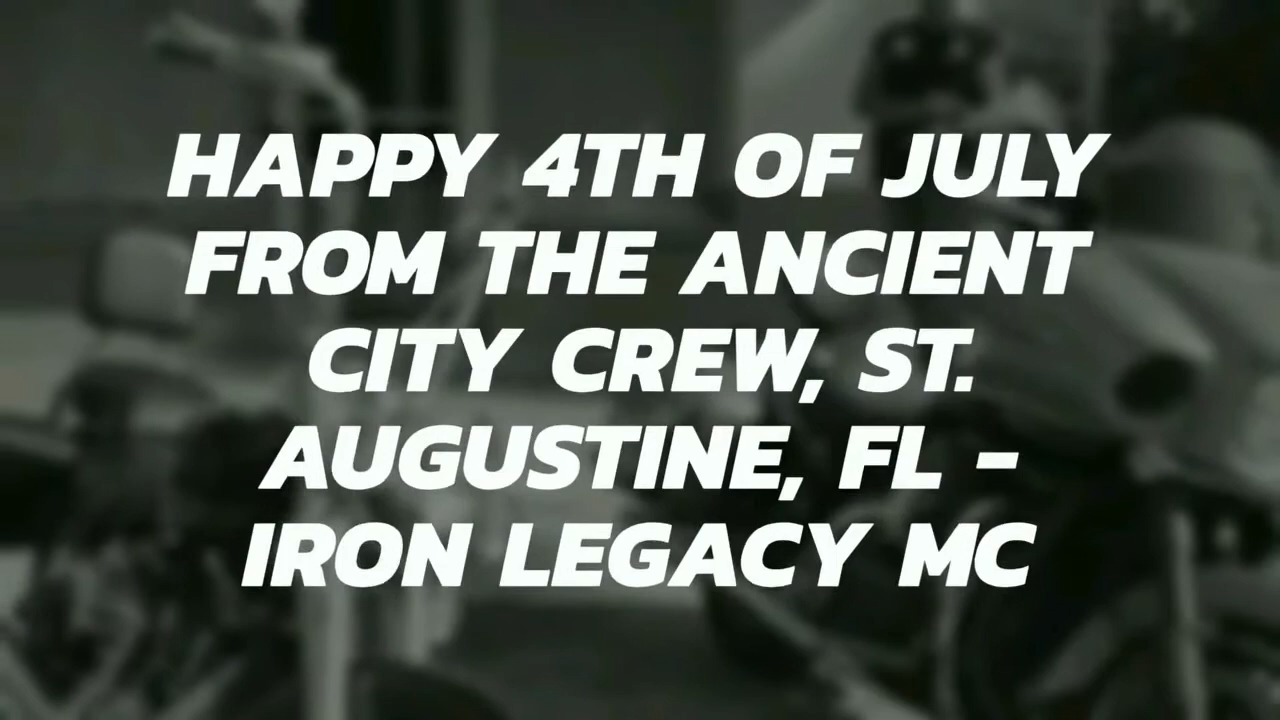 HAPPY 4TH OF JULY
FROM THE ANCIENT
CITY CREW, ST.
AUGUSTINE, FL -
IRON LEGACY MC